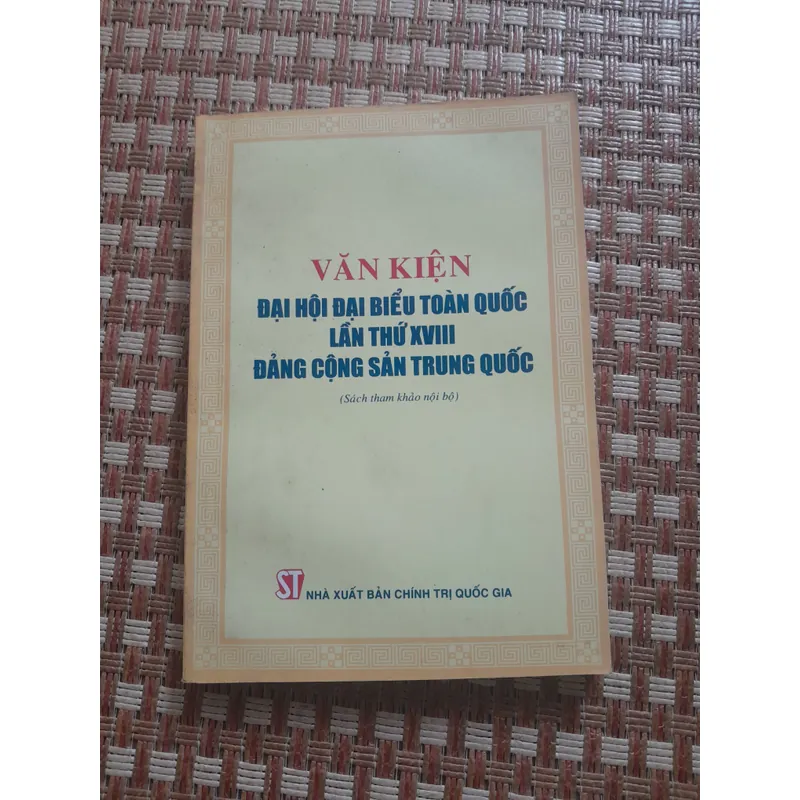 VĂN KIỆN
ĐẠI HỘI ĐẠI BIỂU TOÀN QUỐC
LẦN THỨ XVIII
ĐẢNG CỘNG SẢN TRUNG QUỐC
(Sách tham khảo nội bộ)
ST NHÀ XUẤT BẢN CHÍNH TRỊ QUỐC GIA